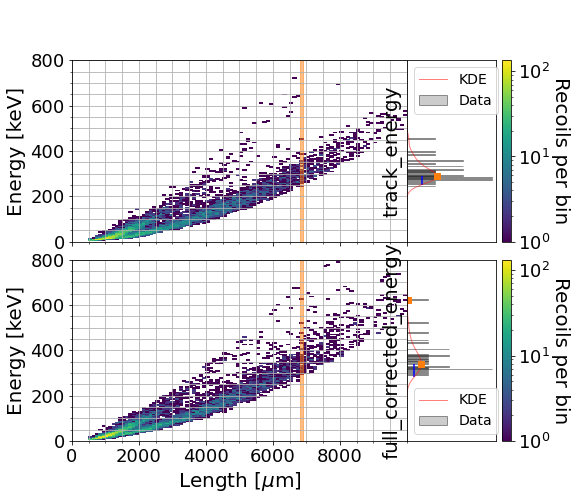 800
600
400
200
0
Energy [keV]
track_energy
KDE
Data
10²
10¹
10⁰
Recoils per bin
800
600
400
200
0
Energy [keV]
0
2000
4000
6000
8000
Length [μm]
full_corrected_energy
KDE
Data
10²
10¹
10⁰
Recoils per bin